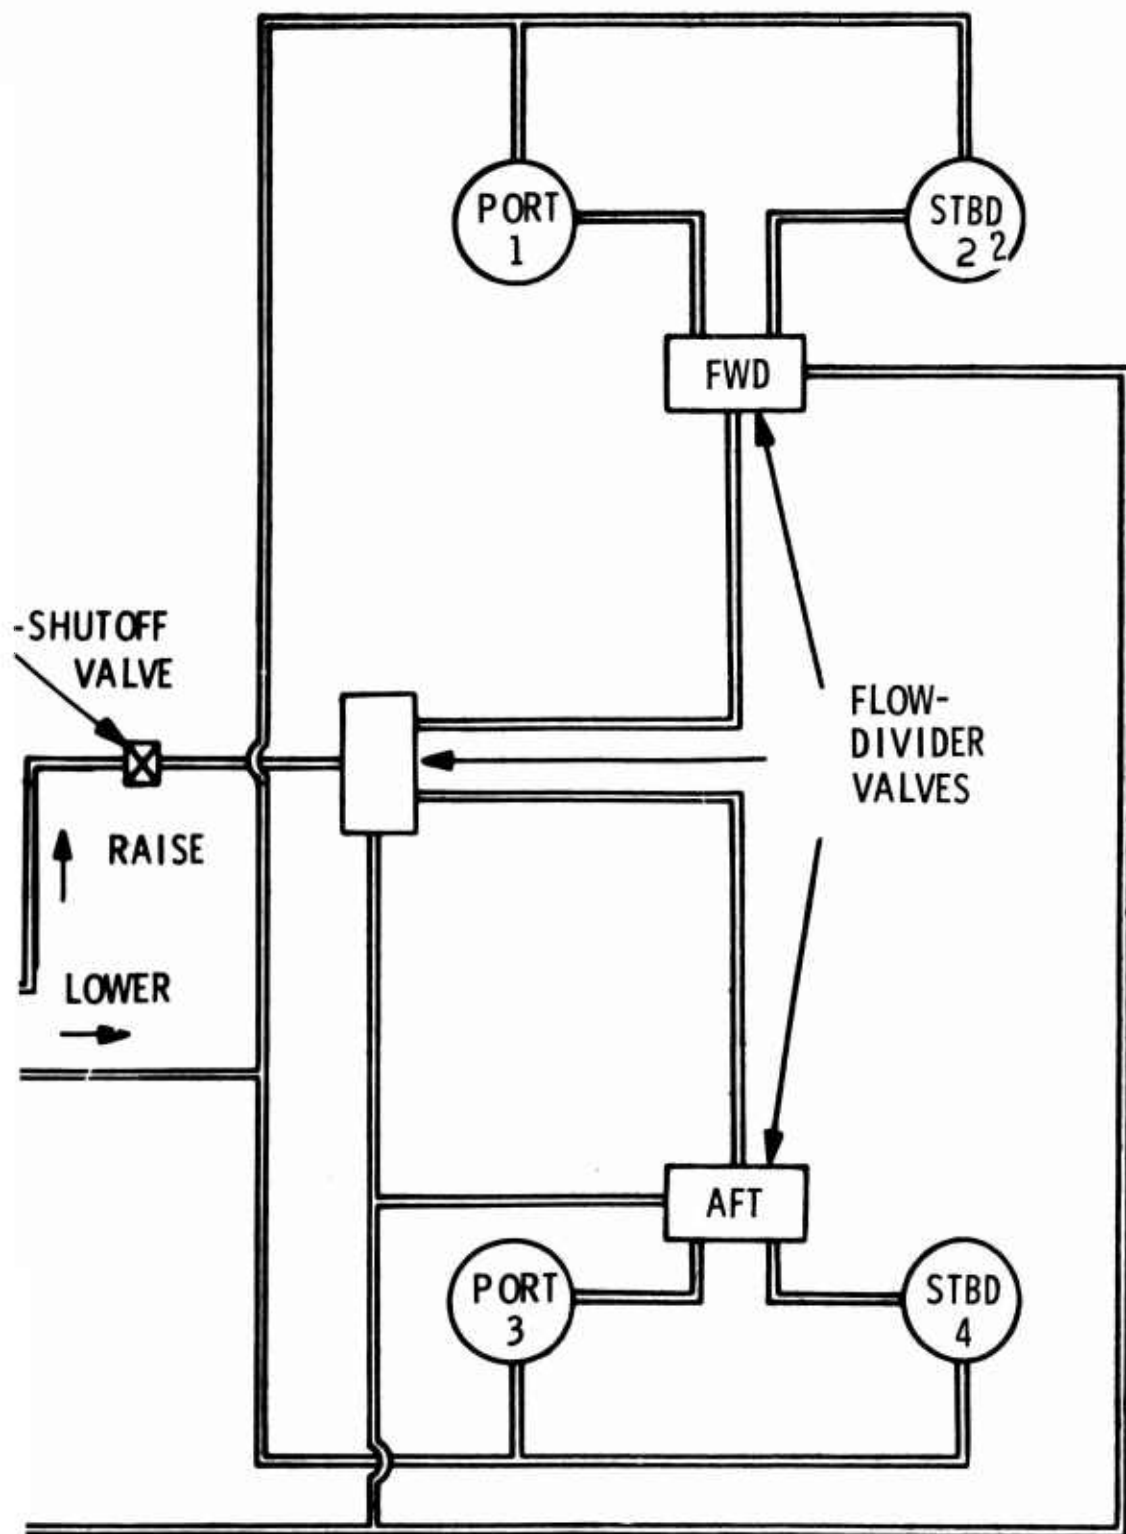 PORT
1
STBD
2 2
FWD
-SHUTOFF
VALVE
FLOW-
DIVIDER
VALVES
RAISE
LOWER
AFT
PORT
3
STBD
4